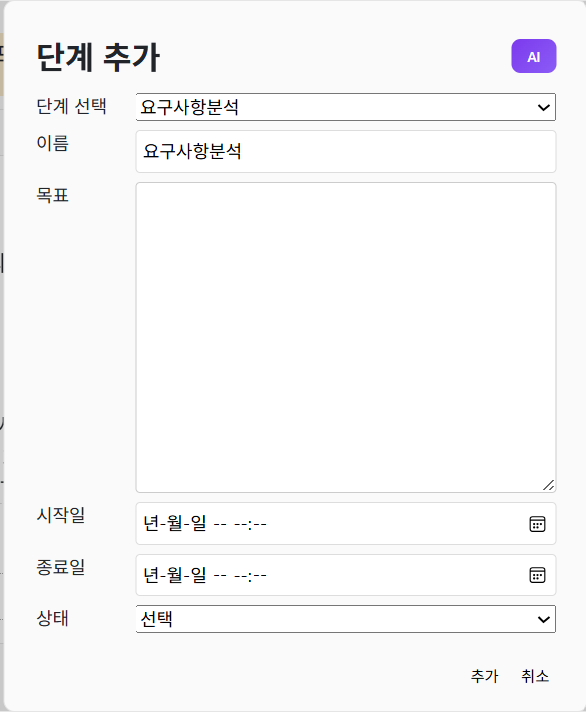 단계 추가
AI
단계 선택
요구사항분석
이름
요구사항분석
목표
시작일
년-월-일 -- --:--
종료일
년-월-일 -- --:--
상태
선택
추가
취소